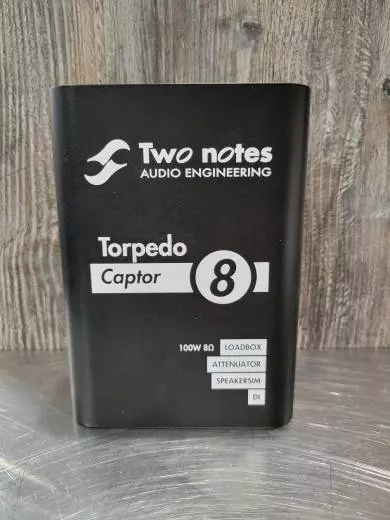 Two notes
AUDIO ENGINEERING
Torpedo
Captor 8
100W 8Ω LOADBOX
ATTENUATOR
SPEAKERSIM
DI